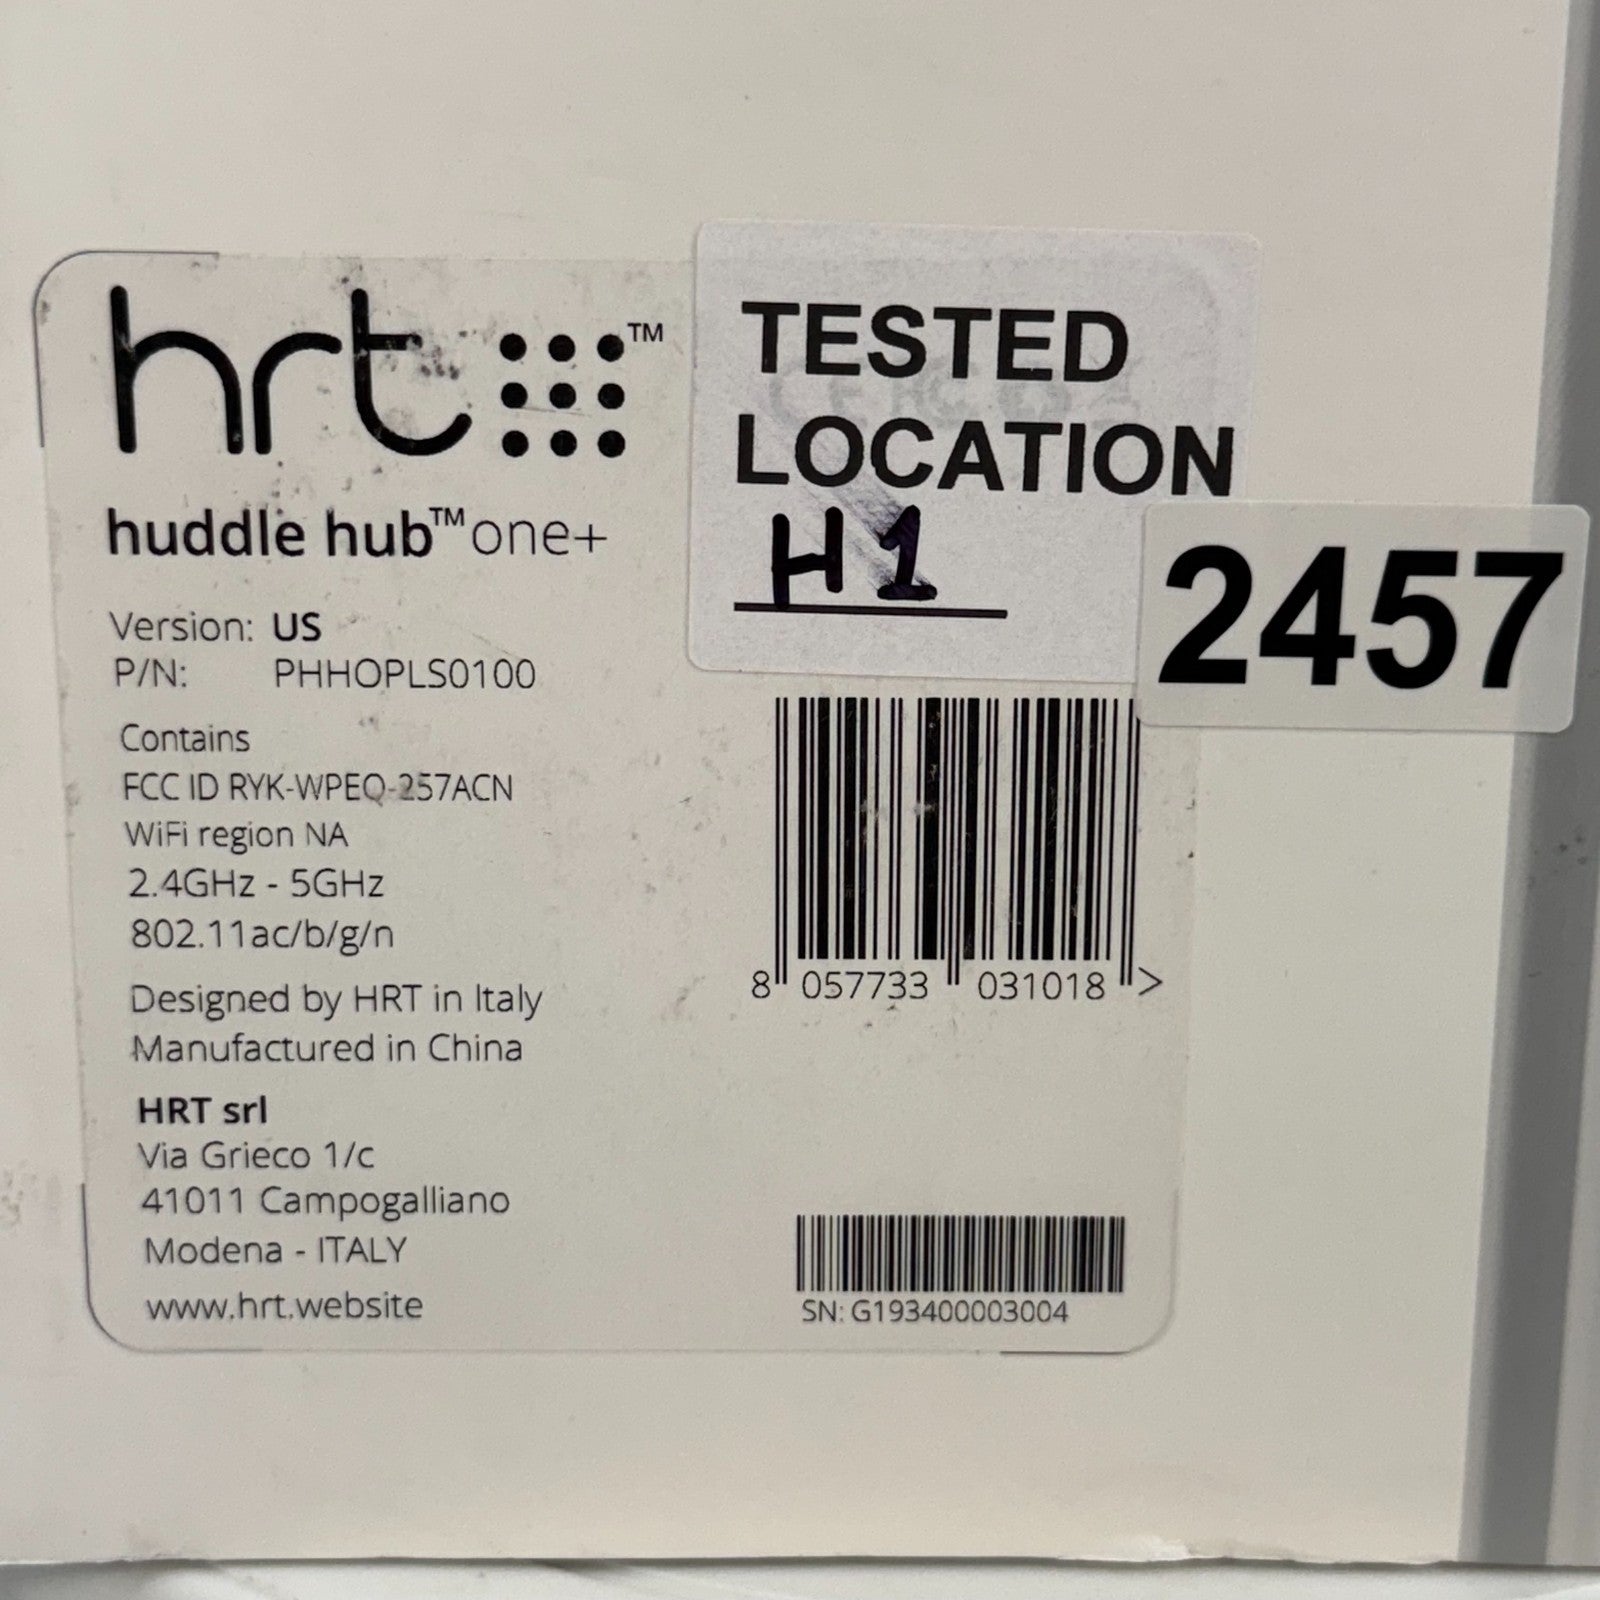 hrt™
huddle hub™one+
Version: US
P/N: PHHOPLS0100
Contains
FCC ID RYK-WPEQ-257ACN
WiFi region NA
2.4GHz - 5GHz
802.11ac/b/g/n
Designed by HRT in Italy
Manufactured in China
HRT srl
Via Grieco 1/c
41011 Campogalliano
Modena - ITALY
www.hrt.website
TESTED
LOCATION
H1
2457
8 057733 031018 >
SN: G193400003004